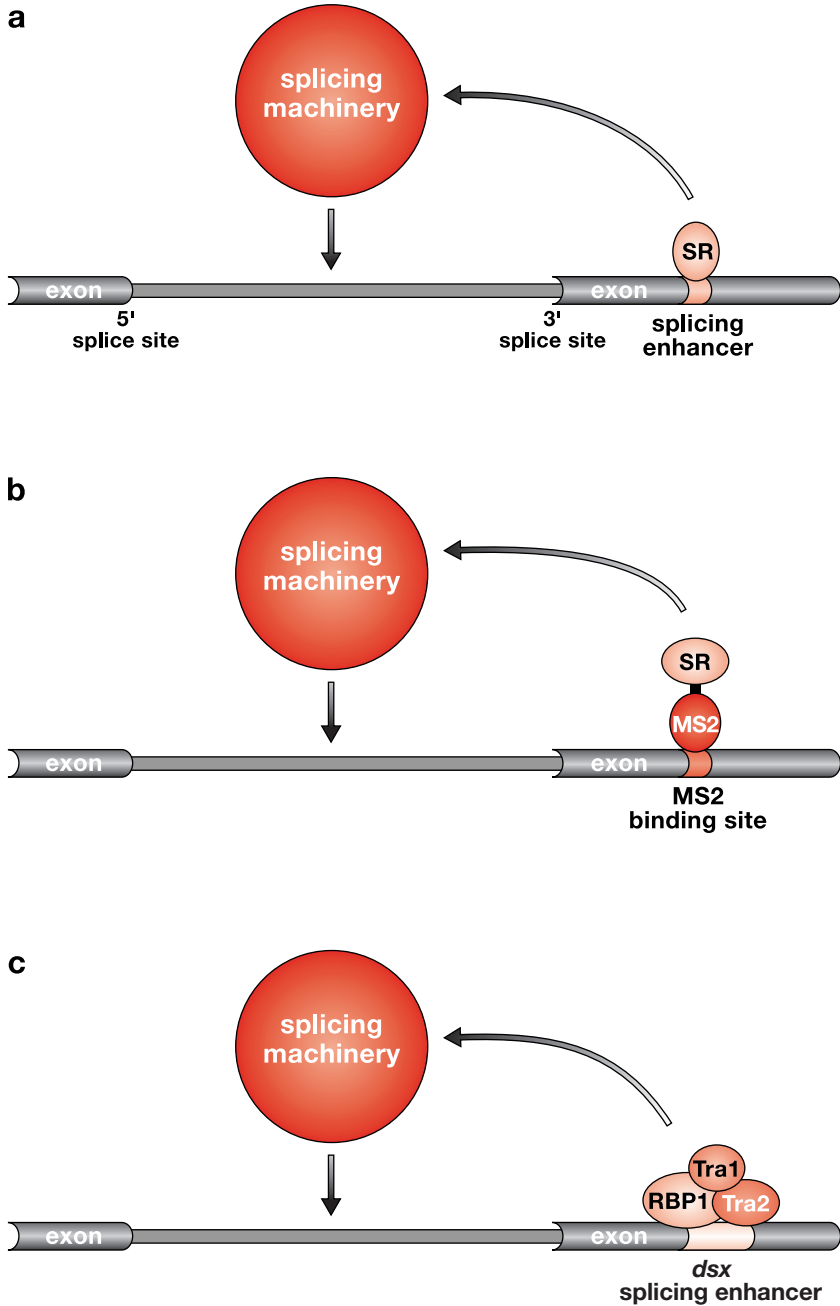 a
splicing
machinery
SR
exon
exon
5'
splice site
3'
splice site
splicing
enhancer
b
splicing
machinery
SR
MS2
exon
exon
MS2
binding site
c
splicing
machinery
Tra1
RBP1
Tra2
exon
exon
dsx
splicing enhancer